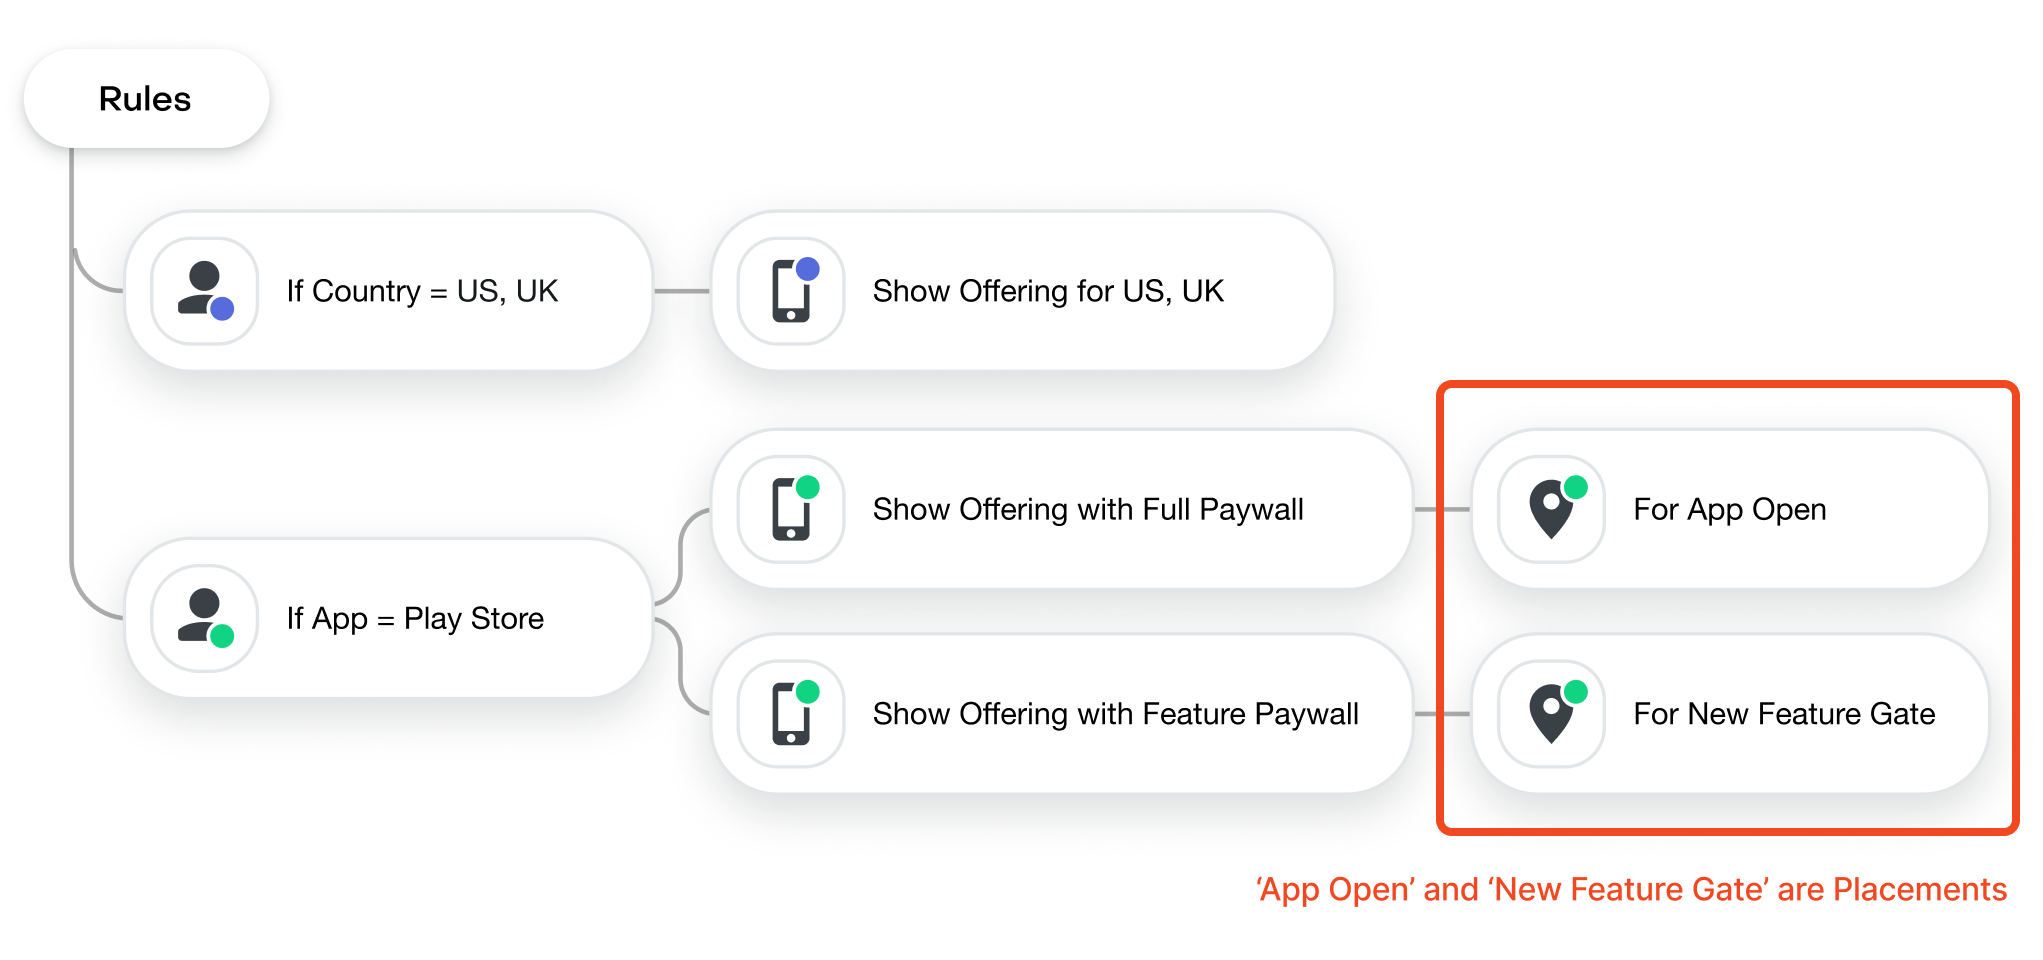 Rules
If Country = US, UK
Show Offering for US, UK
If App = Play Store
Show Offering with Full Paywall
For App Open
Show Offering with Feature Paywall
For New Feature Gate
‘App Open’ and ‘New Feature Gate’ are Placements